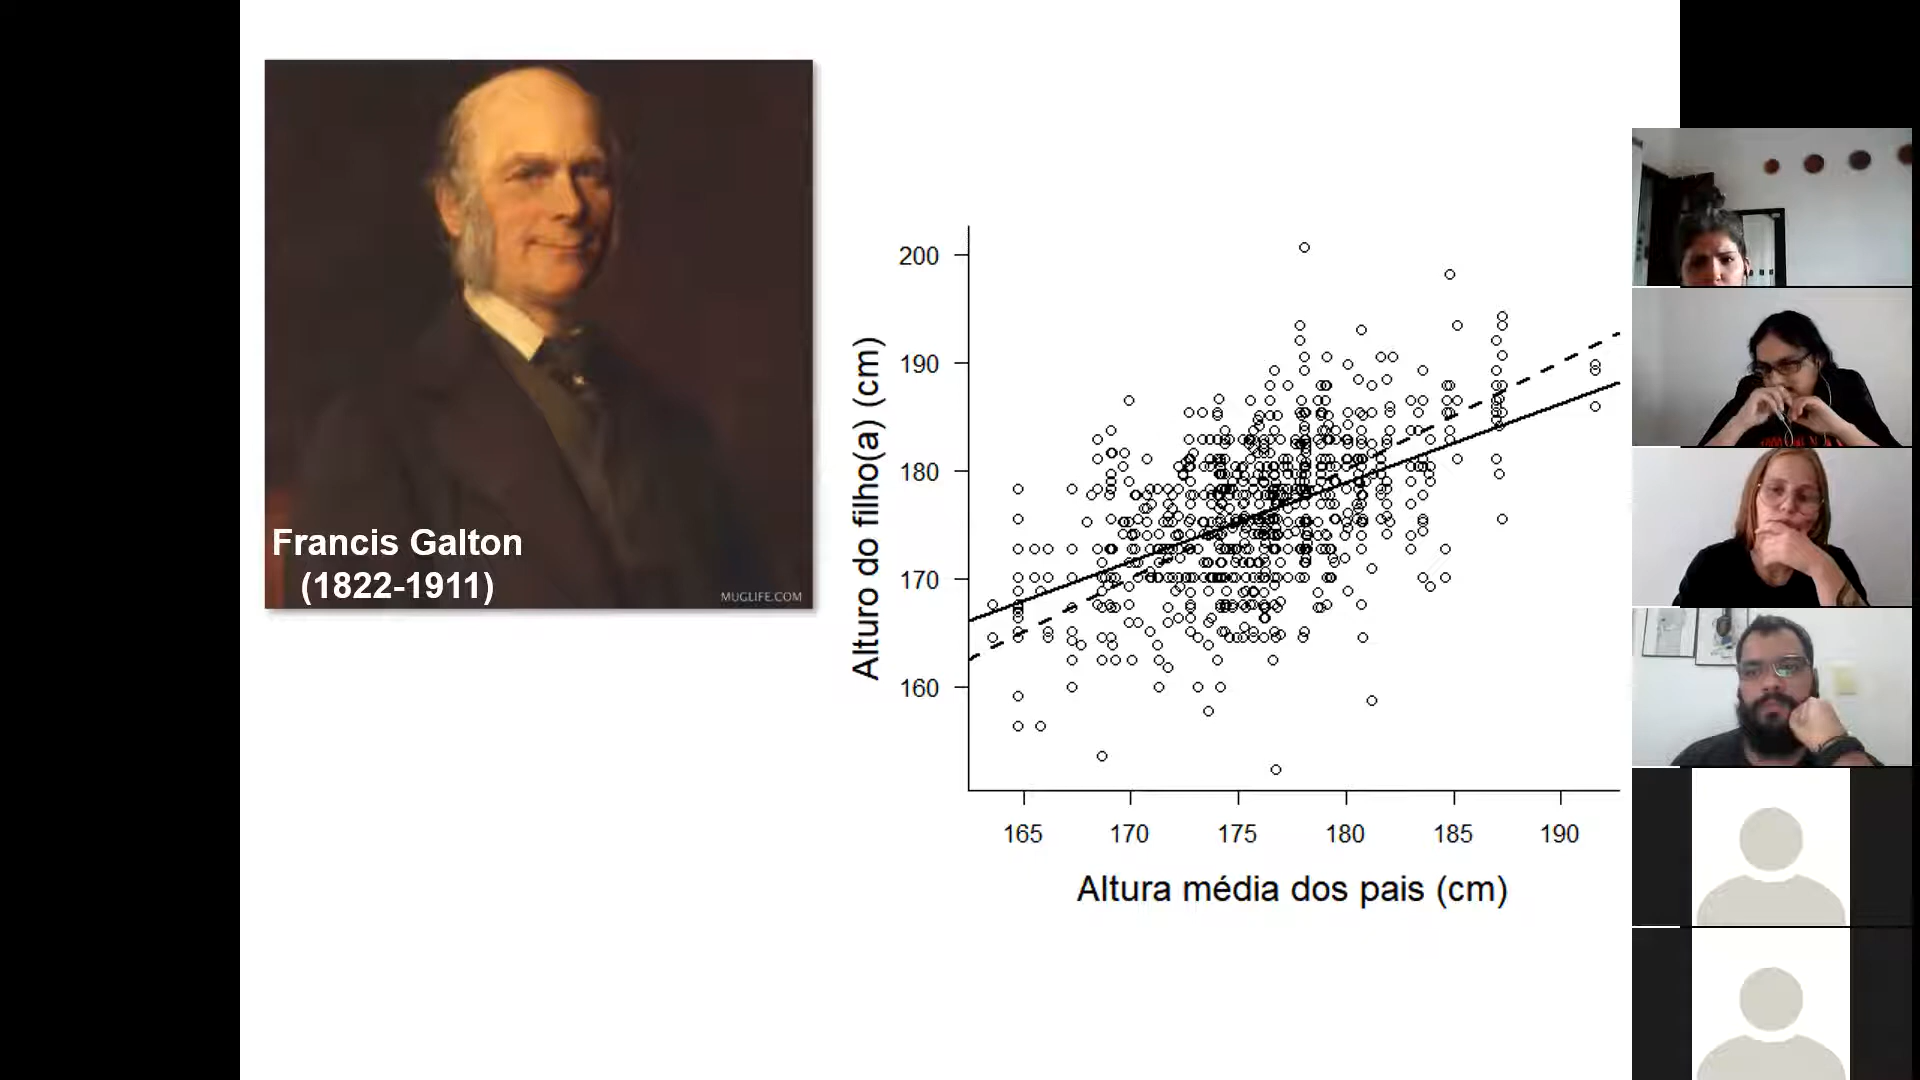 Francis Galton
(1822-1911)
MUGLIFE.COM
Alturo do filho(a) (cm)
200
190
180
170
160
165 170 175 180 185 190
Altura média dos pais (cm)